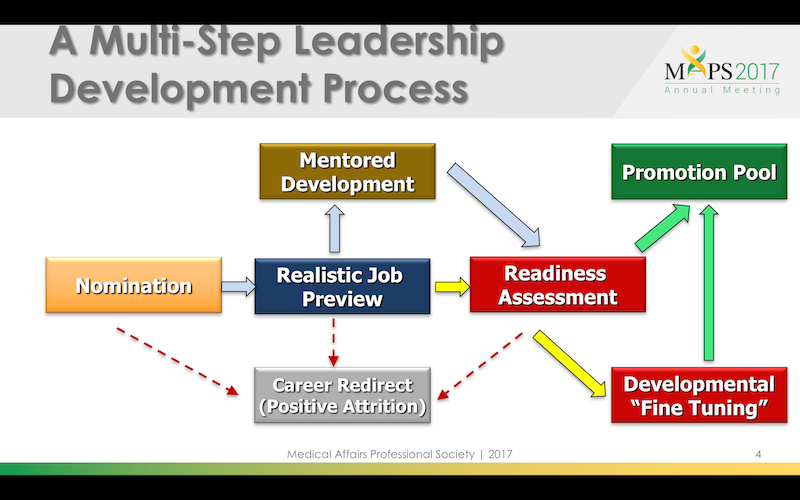 A Multi-Step Leadership
Development Process
MAPS 2017
Annual Meeting
Mentored
Development
Promotion Pool
Nomination
Realistic Job
Preview
Readiness
Assessment
Career Redirect
(Positive Attrition)
Developmental
“Fine Tuning”
Medical Affairs Professional Society | 2017
4